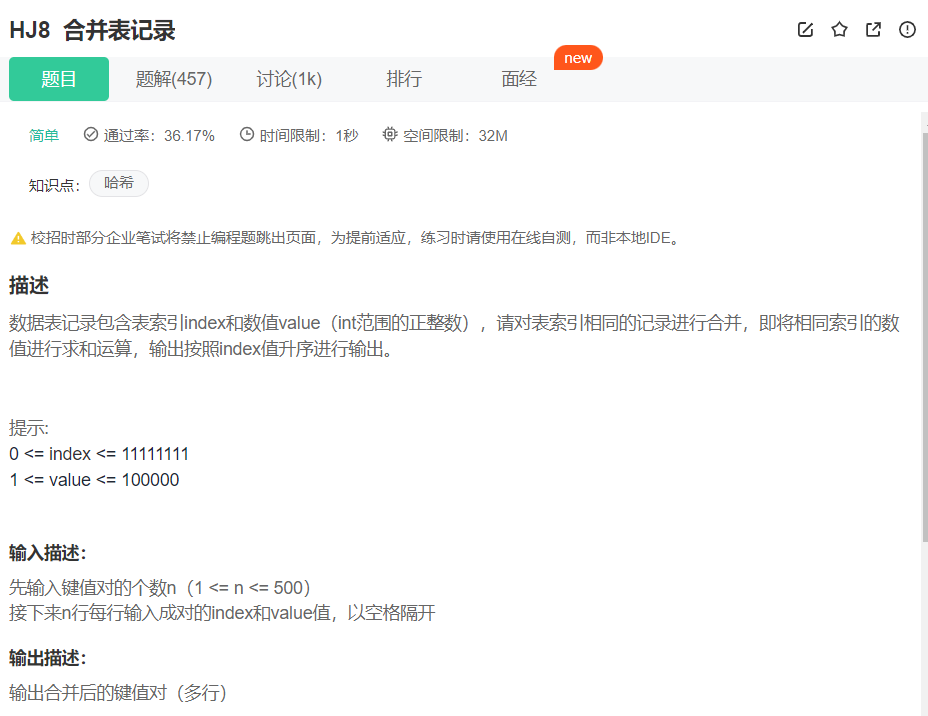 HJ8 合并表记录
new
题目 题解(457) 讨论(1k) 排行 面经
简单 通过率：36.17% 时间限制：1秒 空间限制：32M
知识点： 哈希
校招时部分企业笔试将禁止编程题跳出页面，为提前适应，练习时请使用在线自测，而非本地IDE。
描述
数据表记录包含表索引index和数值value（int范围的正整数），请对表索引相同的记录进行合并，即将相同索引的数
值进行求和运算，输出按照index值升序进行输出。
提示:
0 <= index <= 11111111
1 <= value <= 100000
输入描述：
先输入键值对的个数n（1 <= n <= 500）
接下来n行每行输入成对的index和value值，以空格隔开
输出描述：
输出合并后的键值对（多行）